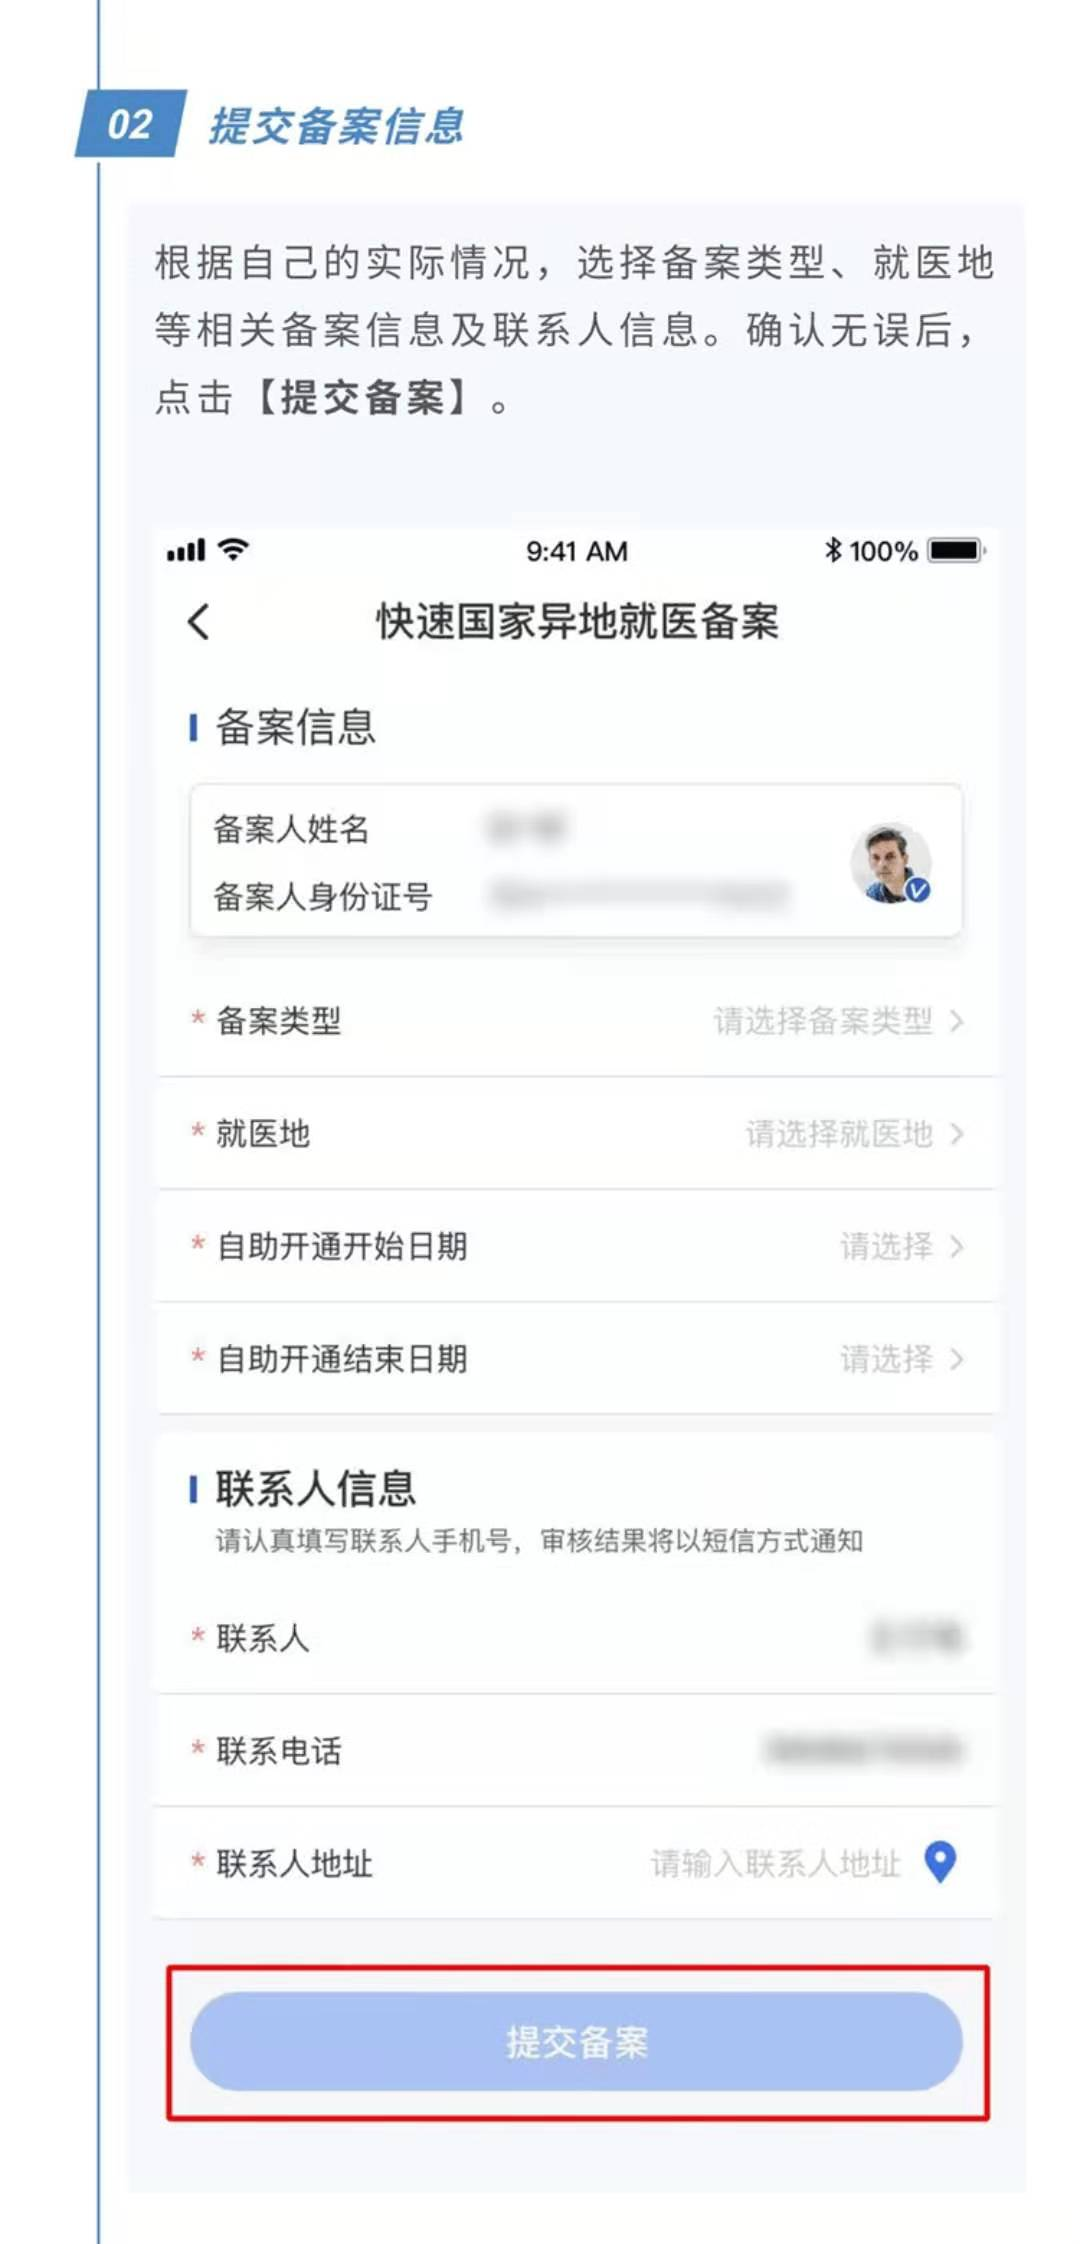 02 提交备案信息
根据自己的实际情况，选择备案类型、就医地
等相关备案信息及联系人信息。确认无误后，
点击【提交备案】。
9:41 AM 100%
快速国家异地就医备案
备案信息
备案人姓名
备案人身份证号
* 备案类型 请选择备案类型
* 就医地 请选择就医地
* 自助开通开始日期 请选择
* 自助开通结束日期 请选择
联系人信息
请认真填写联系人手机号，审核结果将以短信方式通知
* 联系人
* 联系电话
* 联系人地址 请输入联系人地址
提交备案